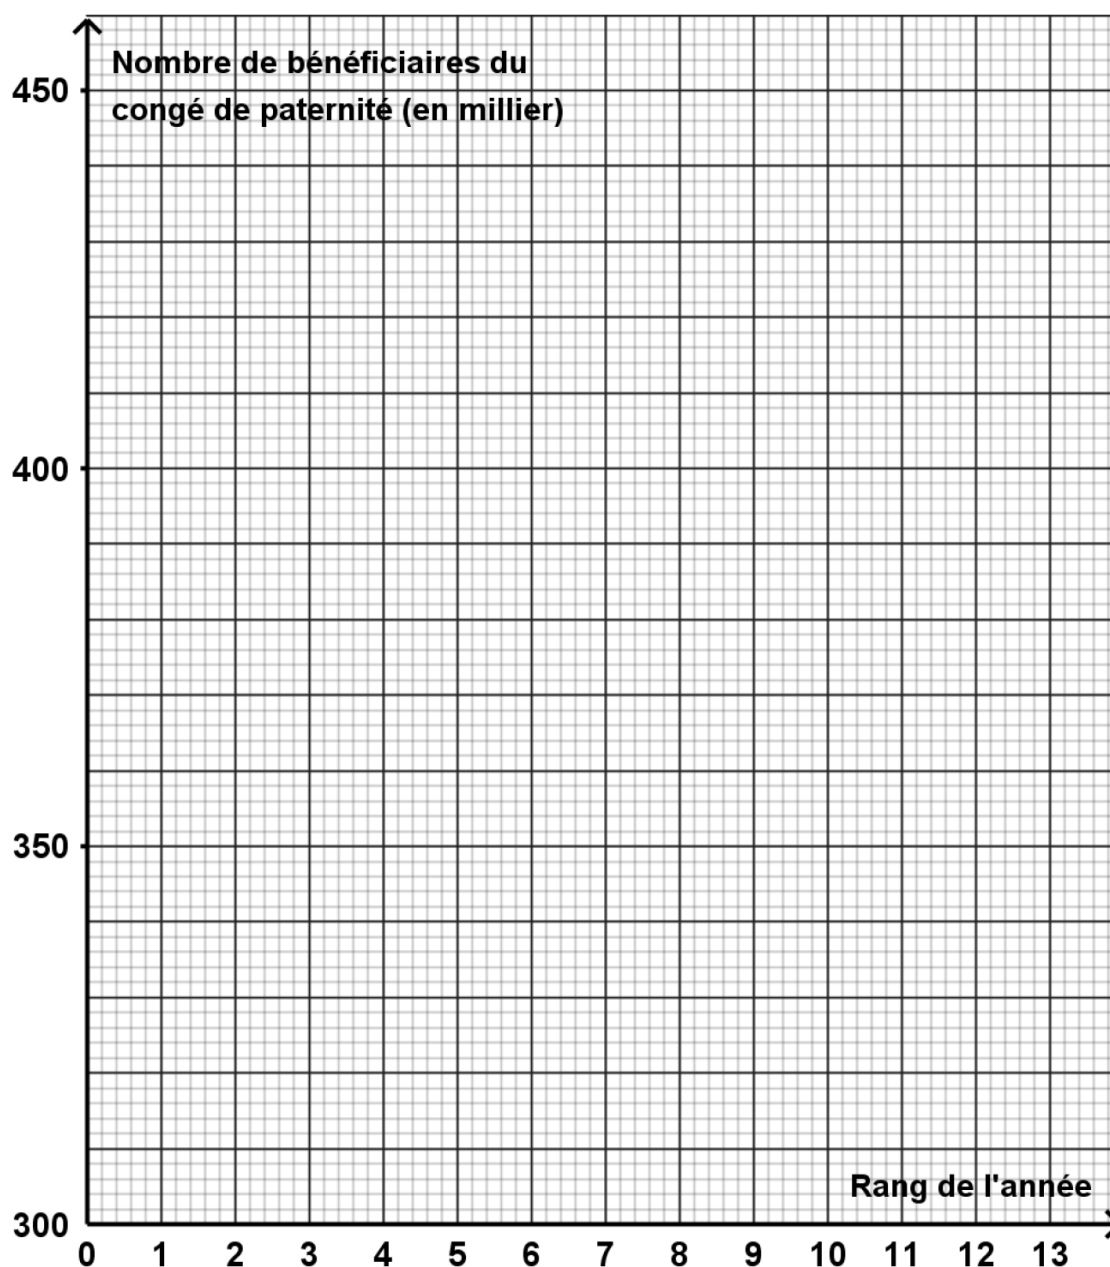 Nombre de bénéficiaires du
congé de paternité (en millier)
450
400
350
300
Rang de l'année
0 1 2 3 4 5 6 7 8 9 10 11 12 13